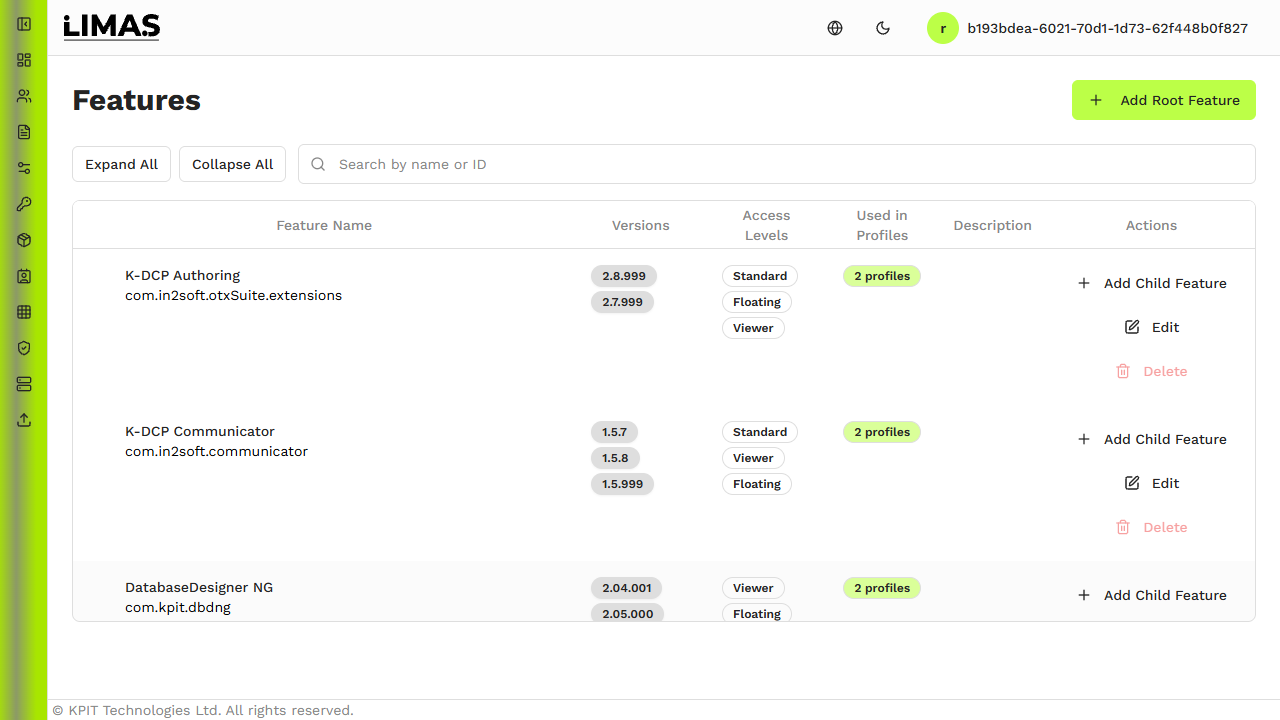 LIMAS
r
b193bdea-6021-70d1-1d73-62f448b0f827
Features
Add Root Feature
Expand All
Collapse All
Search by name or ID
Feature Name
Versions
Access Levels
Used in Profiles
Description
Actions
K-DCP Authoring
com.in2soft.otxSuite.extensions
2.8.999
2.7.999
Standard
Floating
Viewer
2 profiles
Add Child Feature
Edit
Delete
K-DCP Communicator
com.in2soft.communicator
1.5.7
1.5.8
1.5.999
Standard
Viewer
Floating
2 profiles
Add Child Feature
Edit
Delete
DatabaseDesigner NG
com.kpit.dbdng
2.04.001
2.05.000
Viewer
Floating
2 profiles
Add Child Feature
© KPIT Technologies Ltd. All rights reserved.